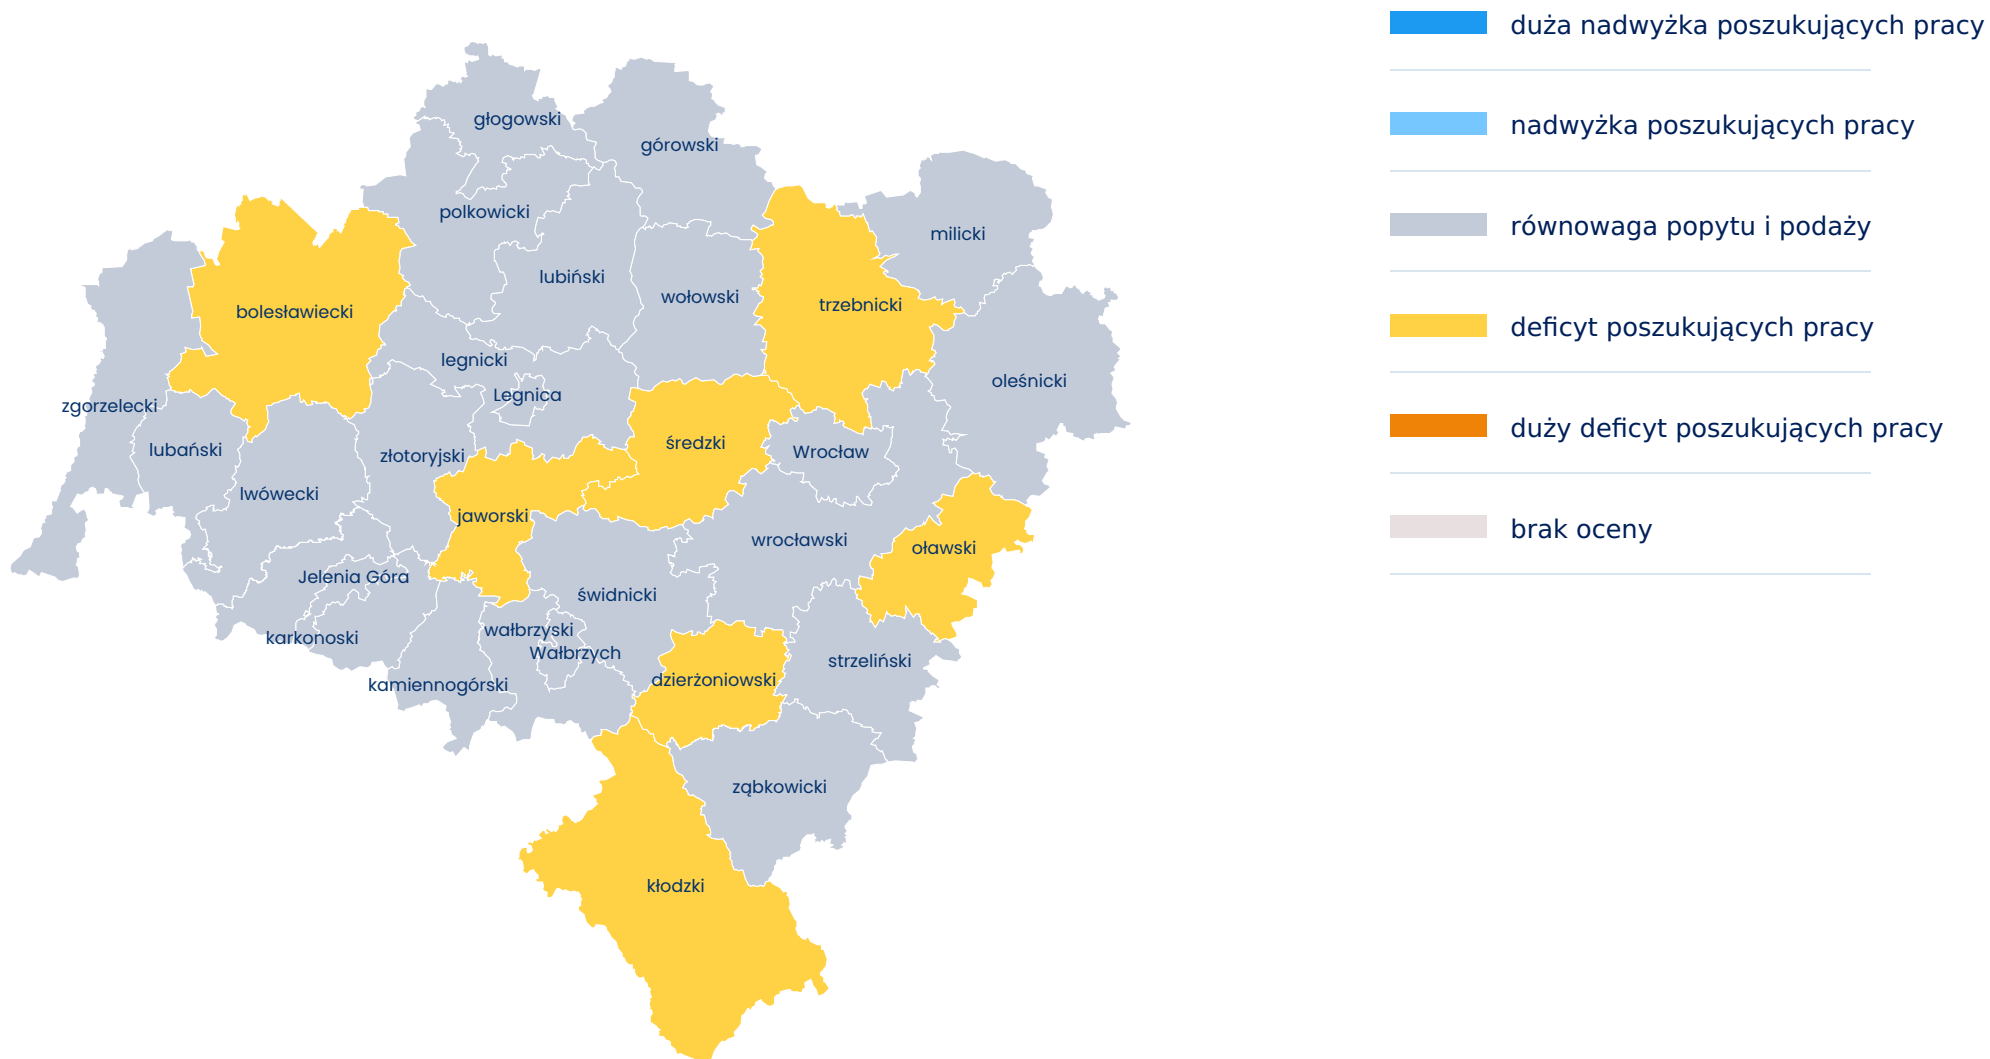 duża nadwyżka poszukujących pracy
nadwyżka poszukujących pracy
równowaga popytu i podaży
deficyt poszukujących pracy
duży deficyt poszukujących pracy
brak oceny
głogowski
górowski
polkowicki
milicki
lubiński
wołowski
trzebnicki
bolesławiecki
legnicki
oleśnicki
Legnica
zgorzelecki
średzki
lubański
Wrocław
złotoryjski
lwówecki
jaworski
wrocławski
oławski
Jelenia Góra
świdnicki
wałbrzyski
karkonoski
Wałbrzych
strzeliński
dzierżoniowski
kamiennogórski
ząbkowicki
kłodzki